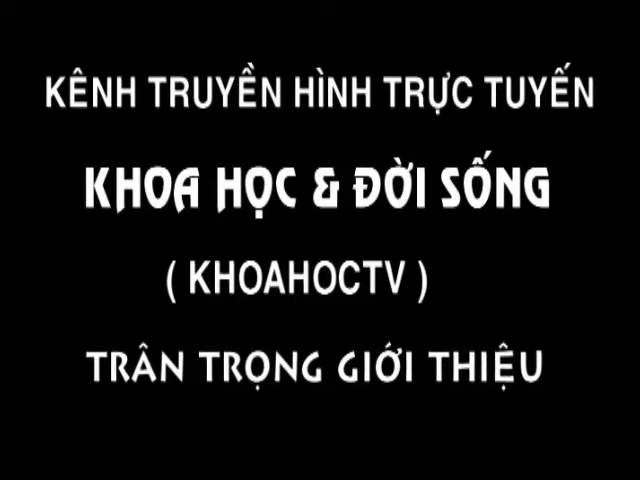 KÊNH TRUYỀN HÌNH TRỰC TUYẾN
KHOA HỌC & ĐỜI SỐNG
( KHOAHOCTV )
TRÂN TRỌNG GIỚI THIỆU